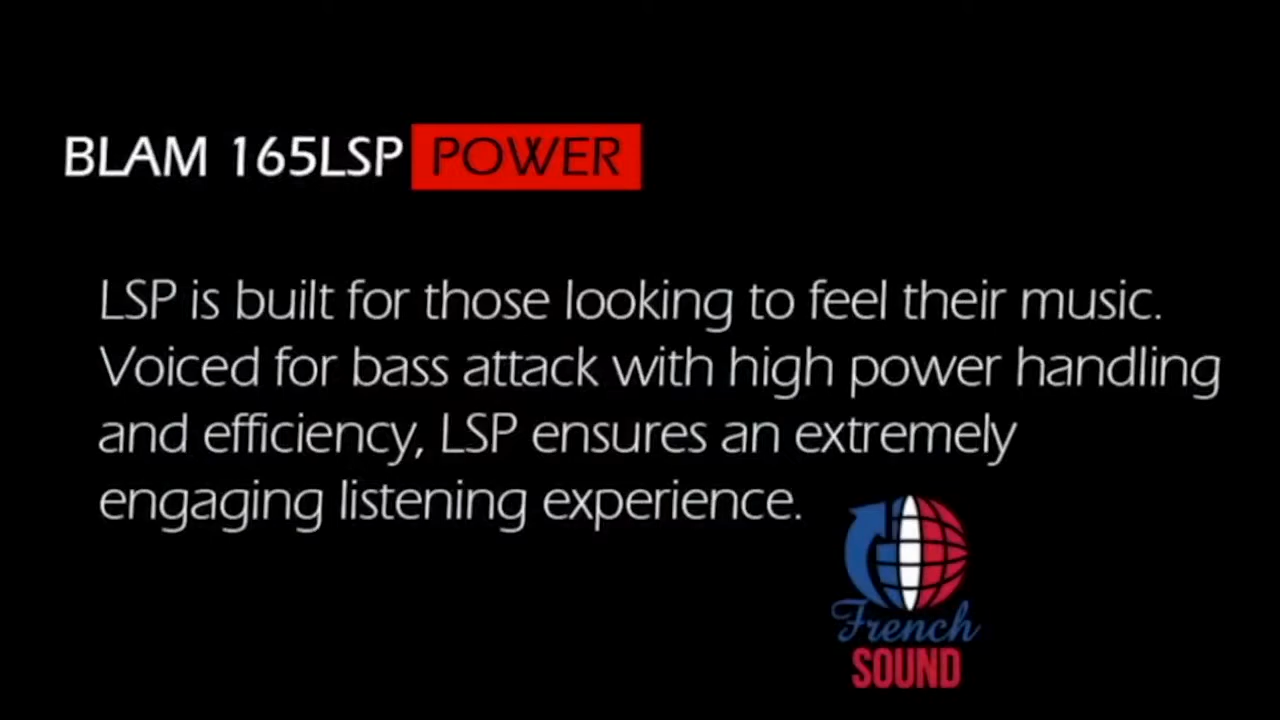 BLAM 165LSP POWER
LSP is built for those looking to feel their music.
Voiced for bass attack with high power handling
and efficiency, LSP ensures an extremely
engaging listening experience.
French
SOUND